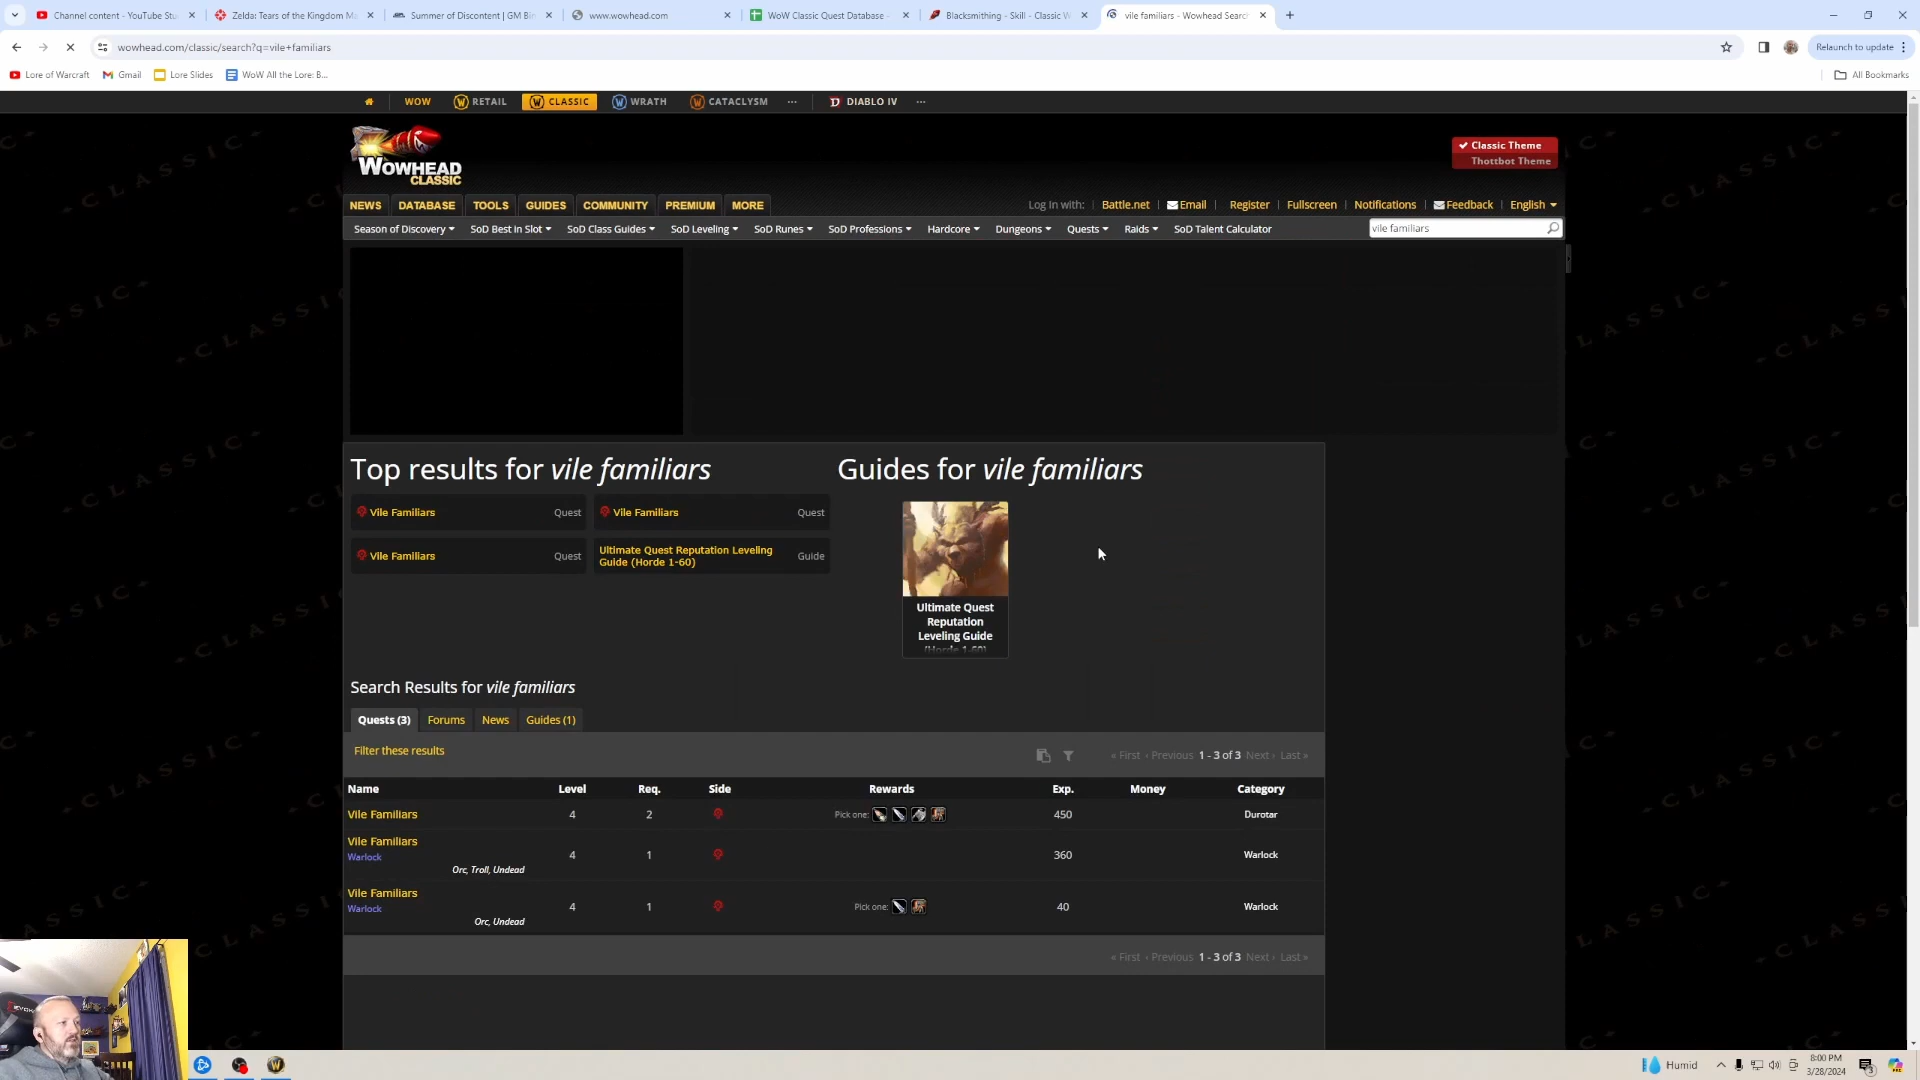 Channel content - YouTube Stu
Zelda: Tears of the Kingdom M
Summer of Discontent | GM Bin
www.wowhead.com
WoW Classic Quest Database -
Blacksmithing - Skill - Classic W
vile familiars - Wowhead Search
wowhead.com/classic/search?q=vile+familiars
Relaunch to update
Lore of Warcraft
Gmail
Lore Slides
WoW All the Lore: B...
All Bookmarks
WOW
RETAIL
CLASSIC
WRATH
CATACLYSM
...
DIABLO IV
...
WOWHEAD
CLASSIC
Classic Theme
Thottbot Theme
NEWS DATABASE TOOLS GUIDES COMMUNITY PREMIUM MORE
Log in with: Battle.net | Email | Register | Fullscreen | Notifications | Feedback | English
Season of Discovery SoD Best in Slot SoD Class Guides SoD Leveling SoD Runes SoD Professions Hardcore Dungeons Quests Raids SoD Talent Calculator
vile familiars
Top results for vile familiars
Guides for vile familiars
Vile Familiars Quest
Vile Familiars Quest
Vile Familiars Quest
Ultimate Quest Reputation Leveling
Guide (Horde 1-60)
Guide
Ultimate Quest
Reputation
Leveling Guide
(Horde 1-60)
Search Results for vile familiars
Quests (3) Forums News Guides (1)
Filter these results
« First ‹ Previous 1 - 3 of 3 Next › Last »
Name Level Req. Side Rewards Exp. Money Category
Vile Familiars 4 2 Pick one: 450 Durotar
Vile Familiars
Warlock
Orc, Troll, Undead
4 1 360 Warlock
Vile Familiars
Warlock
Orc, Undead
4 1 Pick one: 40 Warlock
« First ‹ Previous 1 - 3 of 3 Next › Last »
Humid
8:00 PM
3/28/2024